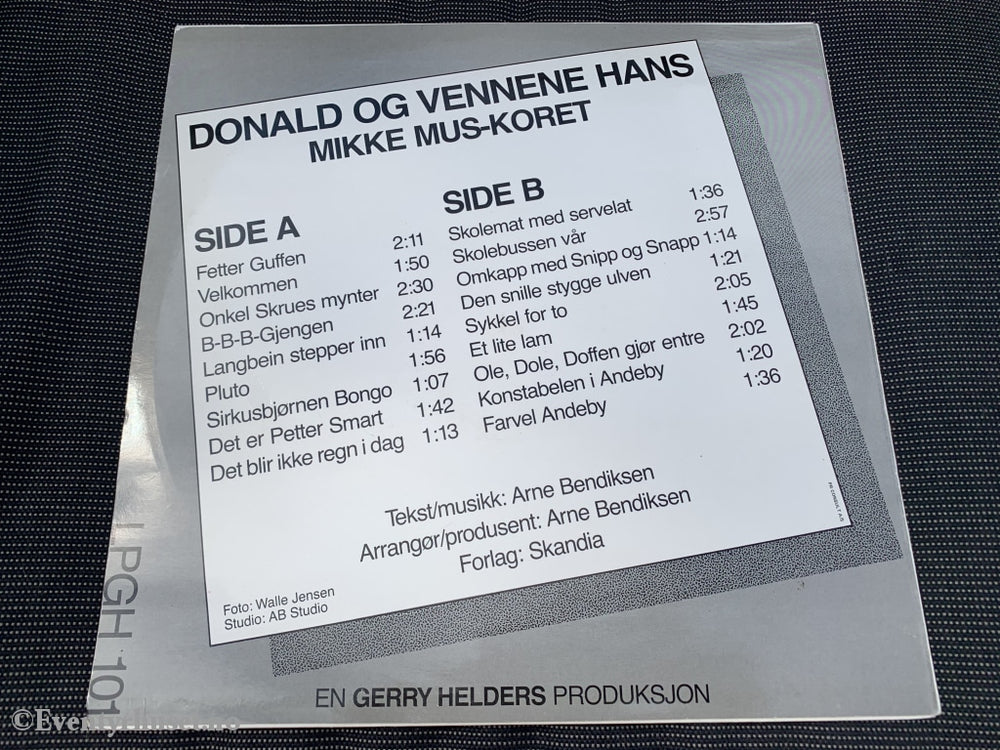 DONALD OG VENNENE HANS
MIKKE MUS-KORET
SIDE A
Fetter Guffen 2:11
Velkommen 1:50
Onkel Skrues mynter 2:30
B-B-B-Gjengen 2:21
Langbein stepper inn 1:14
Pluto 1:56
Sirkusbjørnen Bongo 1:07
Det er Petter Smart 1:42
Det blir ikke regn i dag 1:13
SIDE B
Skolemat med servelat 1:36
Skolebussen vår 2:57
Omkapp med Snipp og Snapp 1:14
Den snille stygge ulven 1:21
Sykkel for to 2:05
Et lite lam 1:45
Ole, Dole, Doffen gjør entre 2:02
Konstabelen i Andeby 1:20
Farvel Andeby 1:36
Tekst/musikk: Arne Bendiksen
Arrangør/produsent: Arne Bendiksen
Forlag: Skandia
Foto: Walle Jensen
Studio: AB Studio
LPGH 101
EN GERRY HELDERS PRODUKSJON